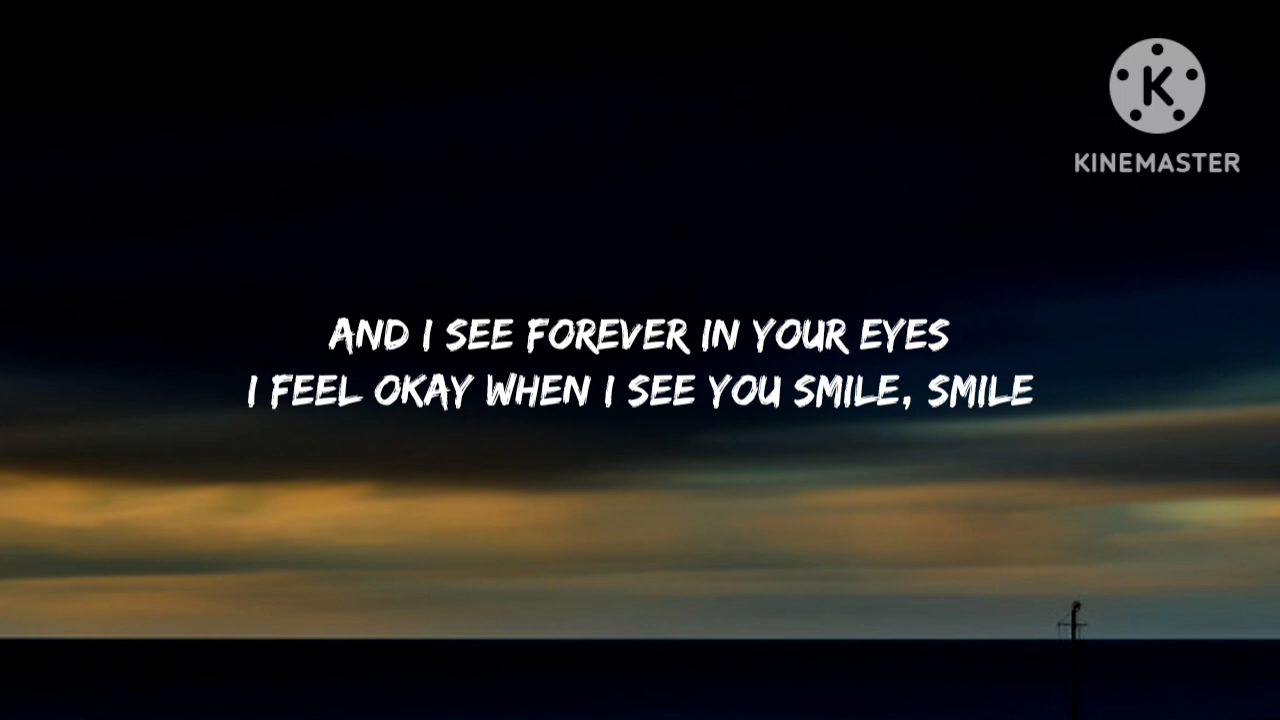 K
KINEMASTER
AND I SEE FOREVER IN YOUR EYES
I FEEL OKAY WHEN I SEE YOU SMILE, SMILE